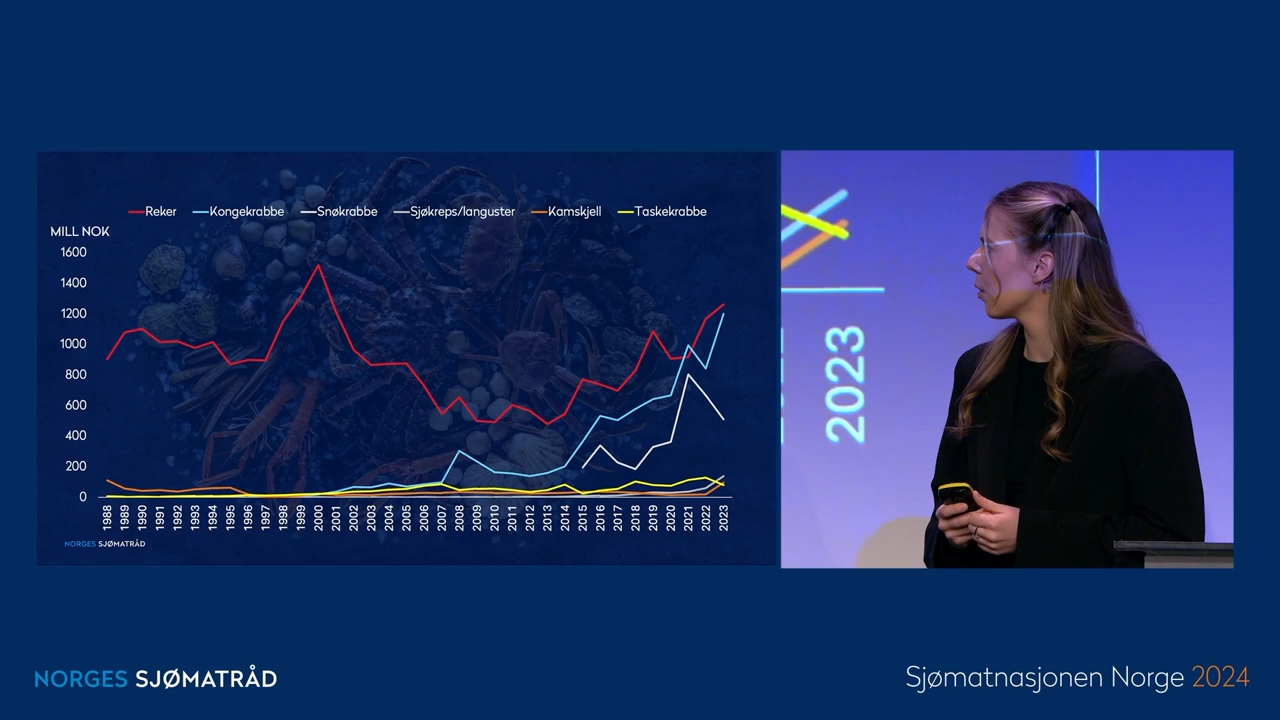 Reker Kongekrabbe Snøkrabbe Sjøkreps/languster Kamskjell Taskekrabbe
MILL NOK
1600
1400
1200
1000
800
600
400
200
0
1988 1989 1990 1991 1992 1993 1994 1995 1996 1997 1998 1999 2000 2001 2002 2003 2004 2005 2006 2007 2008 2009 2010 2011 2012 2013 2014 2015 2016 2017 2018 2019 2020 2021 2022 2023
NORGES SJØMATRÅD
2023
NORGES SJØMATRÅD
Sjømatnasjonen Norge 2024